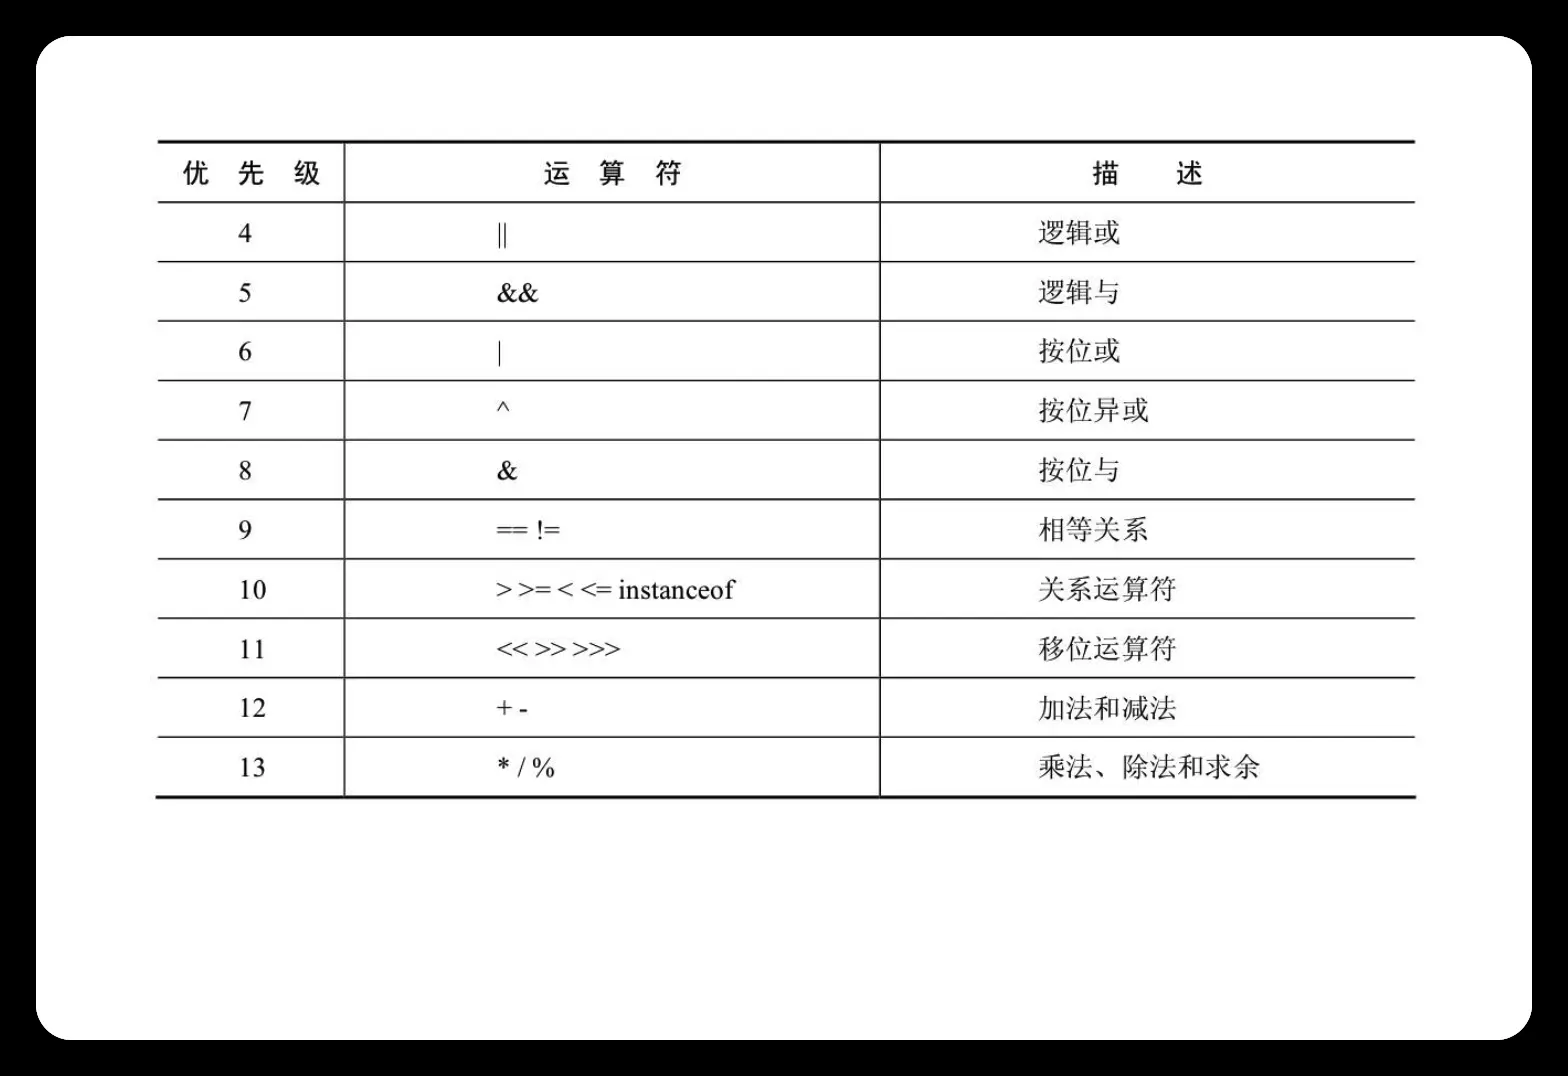 优先级 运算符 描述
4 || 逻辑或
5 && 逻辑与
6 | 按位或
7 ^ 按位异或
8 & 按位与
9 == != 相等关系
10 > >= < <= instanceof 关系运算符
11 << >> >>> 移位运算符
12 + - 加法和减法
13 * / % 乘法、除法和求余